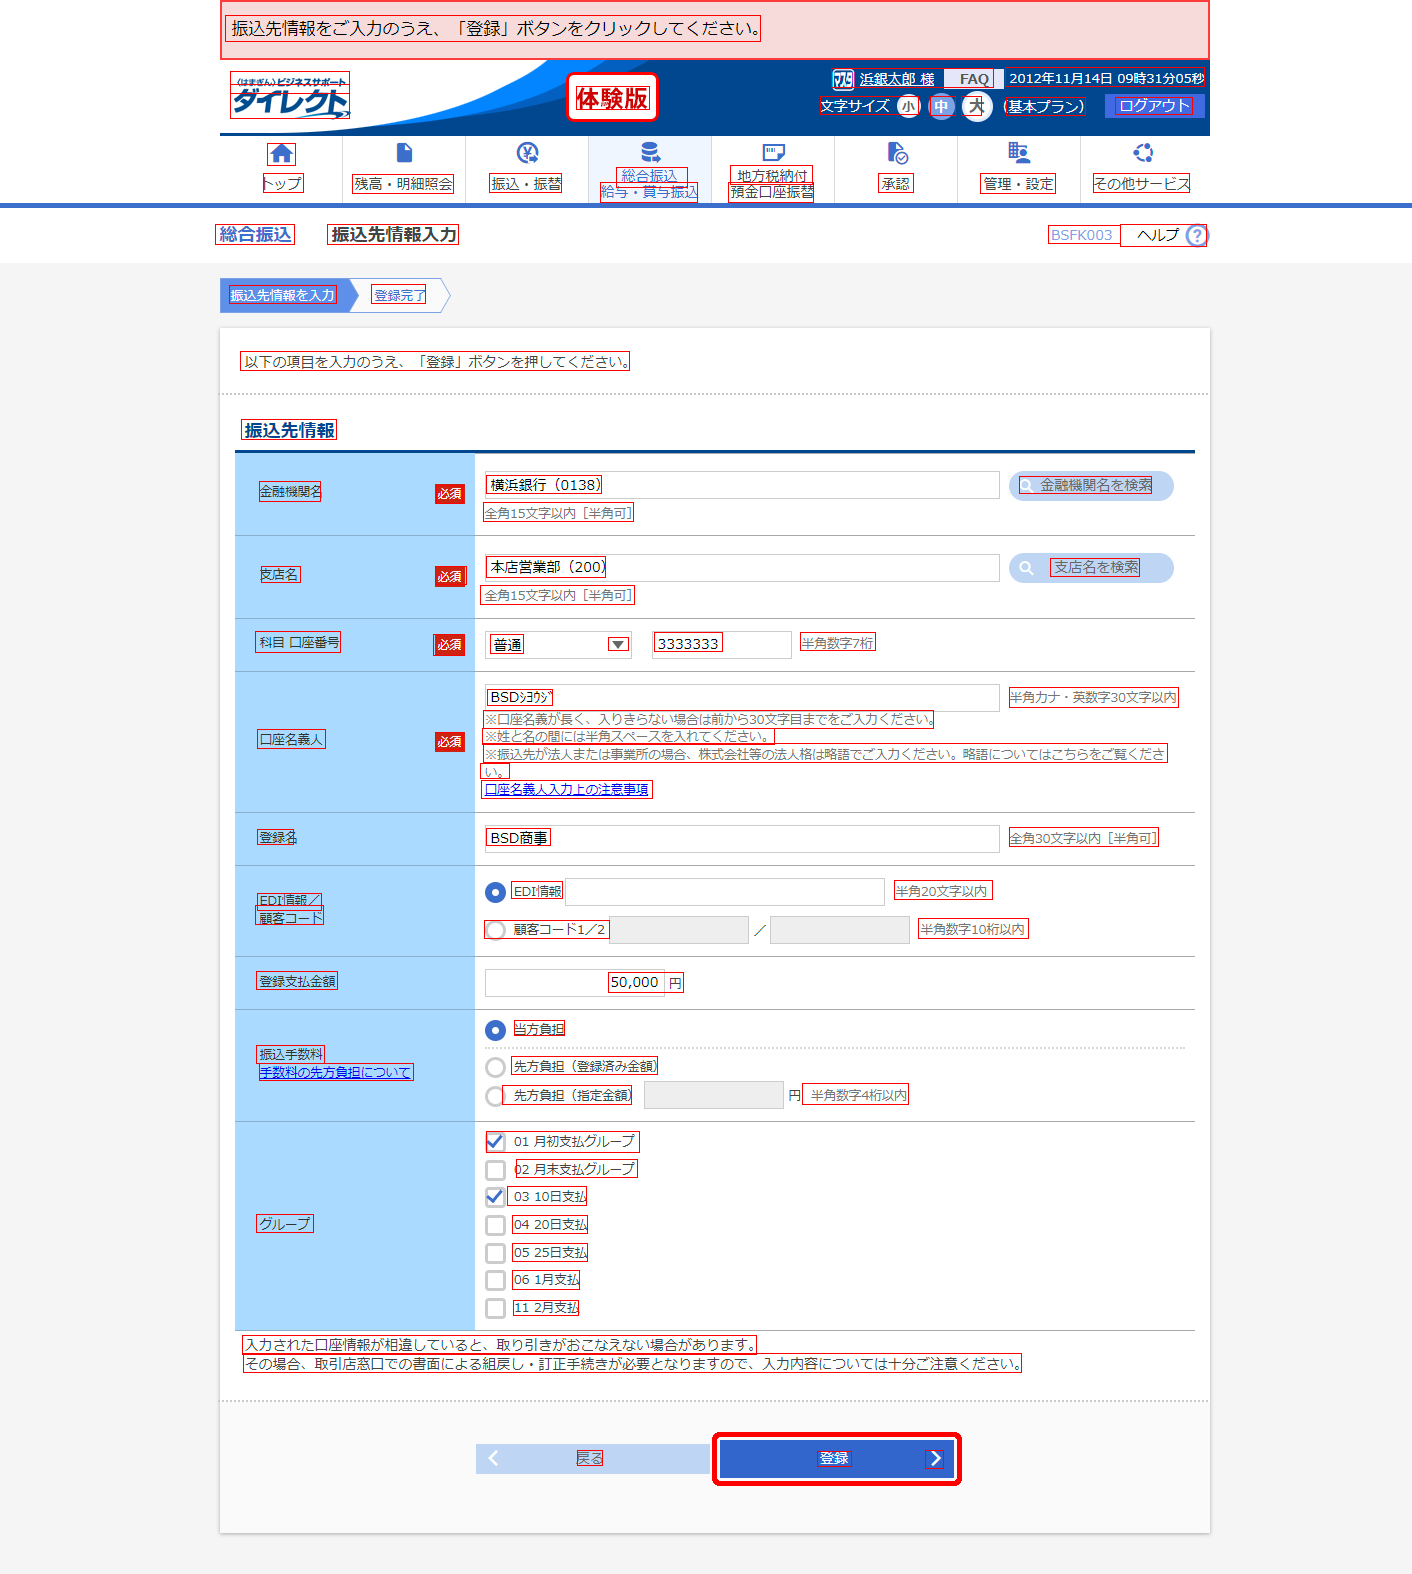 振込先情報をご入力のうえ、「登録」ボタンをクリックしてください。
〈はまぎん〉ビジネスサポート
ダイレクト
体験版
マスタ 浜銀太郎 様 FAQ 2012年11月14日 09時31分05秒
文字サイズ 小 中 大 (基本プラン) ログアウト
トップ 残高・明細照会 振込・振替 総合振込 地方税納付 承認 管理・設定 その他サービス
給与・賞与振込 預金口座振替
総合振込 振込先情報入力 BSFK003 ヘルプ ?
振込先情報を入力 登録完了
以下の項目を入力のうえ、「登録」ボタンを押してください。
振込先情報
金融機関名 必須 横浜銀行（0138） 金融機関名を検索
全角15文字以内［半角可］
支店名 必須 本店営業部（200） 支店名を検索
全角15文字以内［半角可］
科目 口座番号 必須 普通 3333333 半角数字7桁
BSDｼﾖｳｼﾞ 半角カナ・英数字30文字以内
※口座名義が長く、入りきらない場合は前から30文字目までをご入力ください。
口座名義人 必須 ※姓と名の間には半角スペースを入れてください。
※振込先が法人または事業所の場合、株式会社等の法人格は略語でご入力ください。略語についてはこちらをご覧くださ
い。
口座名義人入力上の注意事項
登録名 BSD商事 全角30文字以内［半角可］
EDI情報／ EDI情報 半角20文字以内
顧客コード 顧客コード1／2 ／ 半角数字10桁以内
登録支払金額 50,000 円
当方負担
振込手数料 先方負担（登録済み金額）
手数料の先方負担について 先方負担（指定金額） 円 半角数字4桁以内
01 月初支払グループ
02 月末支払グループ
03 10日支払
グループ 04 20日支払
05 25日支払
06 1月支払
11 2月支払
入力された口座情報が相違していると、取り引きがおこなえない場合があります。
その場合、取引店窓口での書面による組戻し・訂正手続きが必要となりますので、入力内容については十分ご注意ください。
戻る 登録